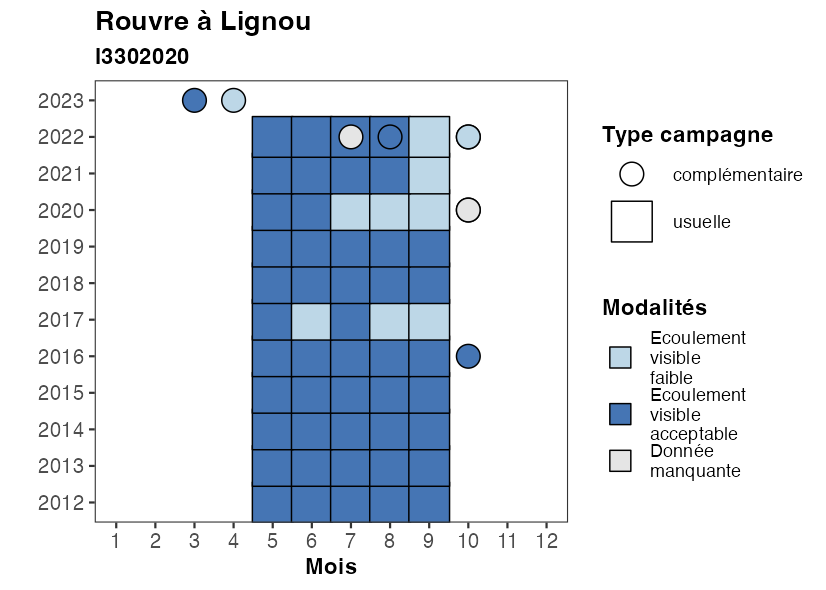 Rouvre à Lignou
I3302020
2023
2022
2021
2020
2019
2018
2017
2016
2015
2014
2013
2012
1 2 3 4 5 6 7 8 9 10 11 12
Mois
Type campagne
complémentaire
usuelle
Modalités
Ecoulement
visible
faible
Ecoulement
visible
acceptable
Donnée
manquante